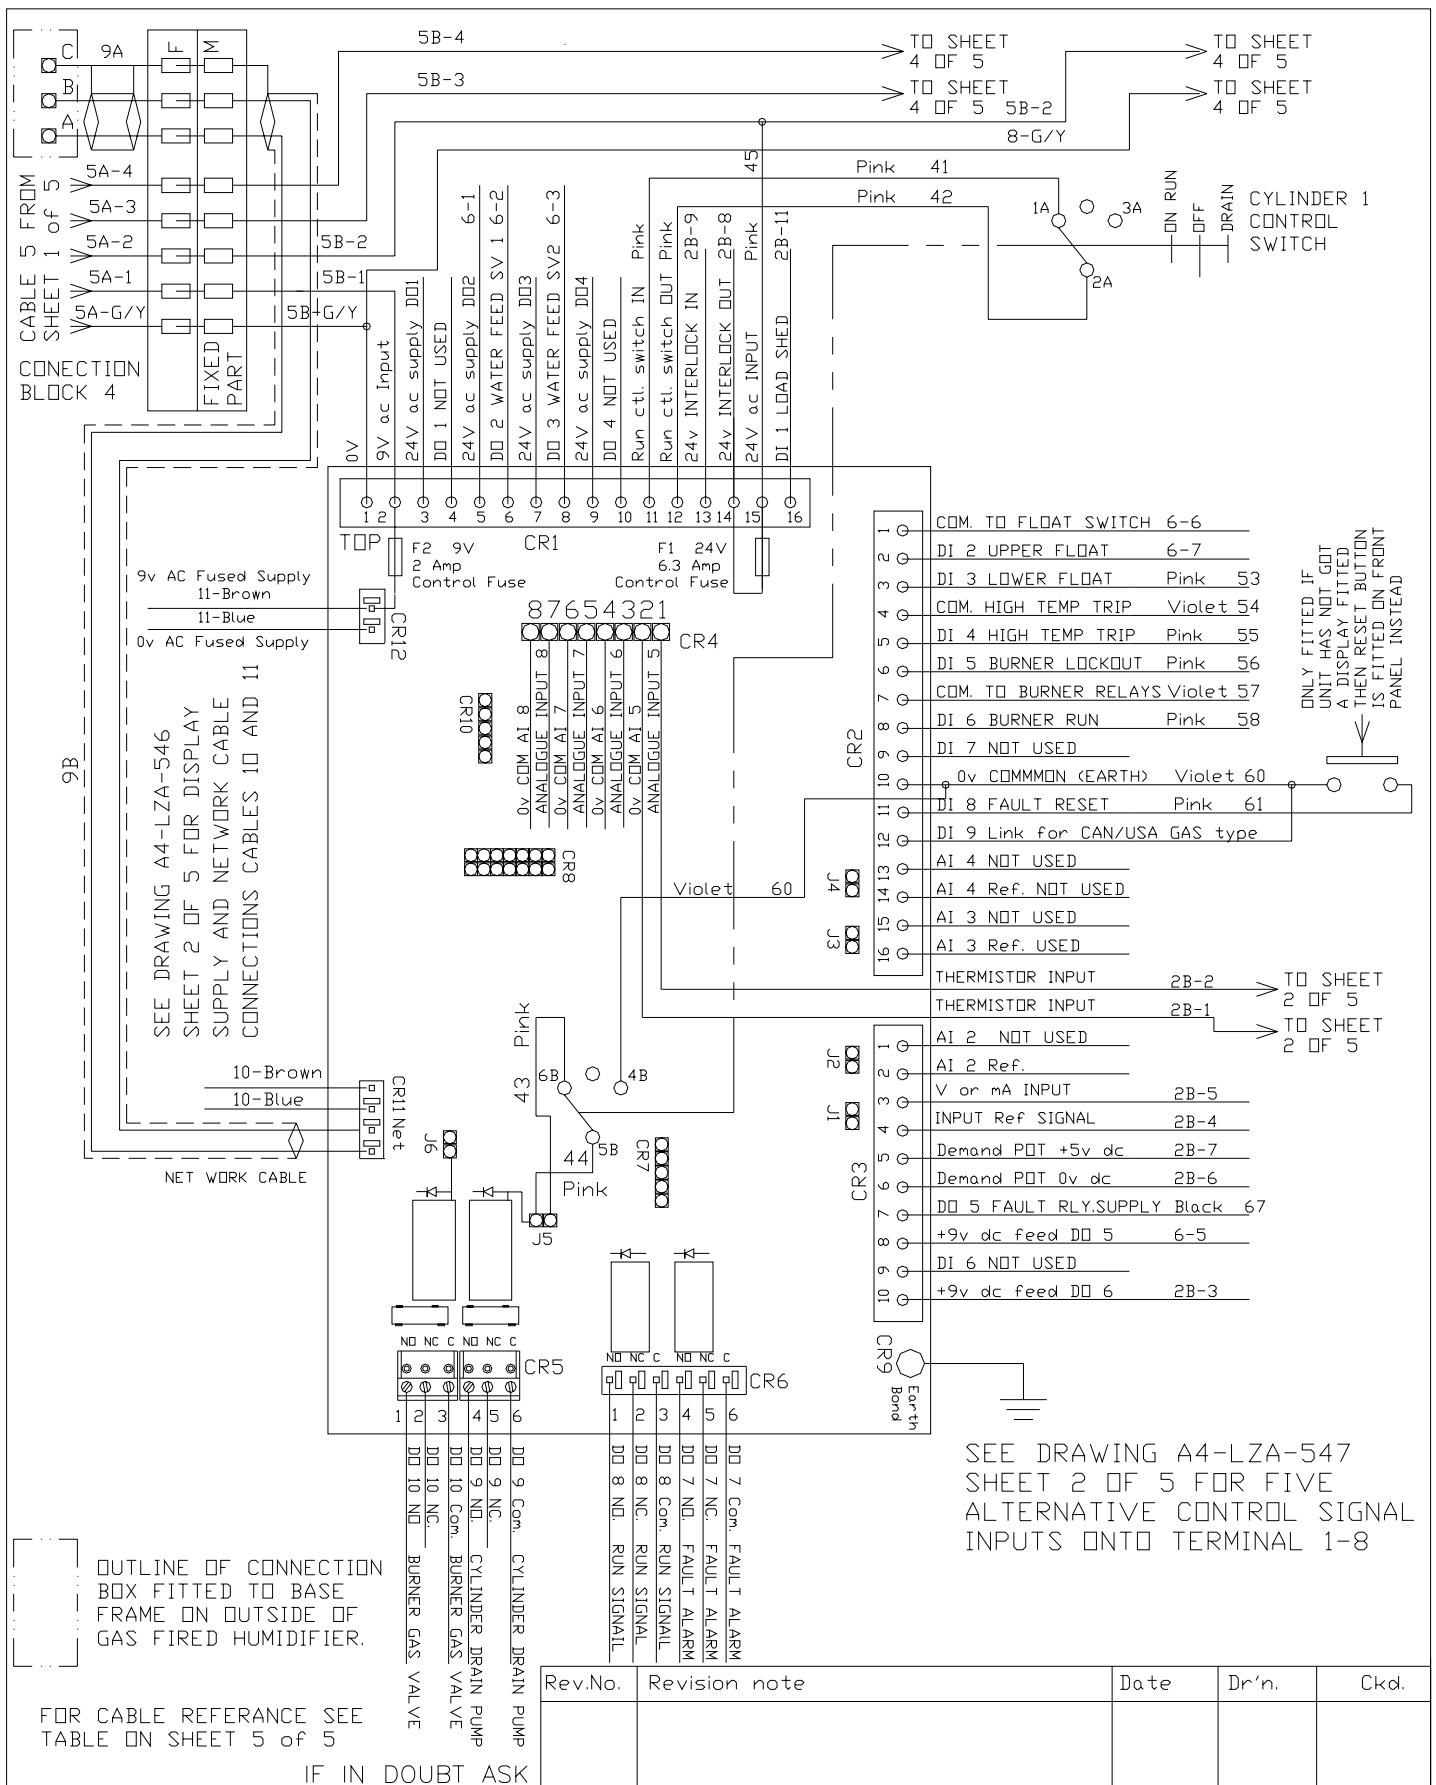 C
9A
B
A
F
M
5B-4
TO SHEET
4 OF 5
TO SHEET
4 OF 5
5B-3
TO SHEET
4 OF 5
TO SHEET
4 OF 5
5B-2
8-G/Y
CABLE 5 FROM
SHEET 1 of 5
5A-4
5A-3
5A-2
5A-1
5A-G/Y
5B-2
5B-1
5B-G/Y
CONECTION
BLOCK 4
FIXED
PART
45
Pink 41
Pink 42
1A
3A
2A
ON RUN
OFF
DRAIN
CYLINDER 1
CONTROL
SWITCH
0V
9V ac Input
24V ac supply DO1
DO 1 NOT USED
24V ac supply DO2 6-1
DO 2 WATER FEED SV 1 6-2
24V ac supply DO3
DO 3 WATER FEED SV2 6-3
24V ac supply DO4
DO 4 NOT USED
Run ctl. switch IN Pink
Run ctl. switch OUT Pink
24v INTERLOCK IN 2B-9
24v INTERLOCK OUT 2B-8
24V ac INPUT Pink
DI 1 LOAD SHED 2B-11
1 2 3 4 5 6 7 8 9 10 11 12 13 14 15 16
TOP
CR1
F2 9V
2 Amp
Control Fuse
F1 24V
6.3 Amp
Control Fuse
9v AC Fused Supply
11-Brown
11-Blue
0v AC Fused Supply
CR12
87654321
CR4
0v COM AI 8
ANALOGUE INPUT 8
0v COM AI 7
ANALOGUE INPUT 7
0v COM AI 6
ANALOGUE INPUT 6
0v COM AI 5
ANALOGUE INPUT 5
CR10
CR8
9B
SEE DRAWING A4-LZA-546
SHEET 2 OF 5 FOR DISPLAY
SUPPLY AND NETWORK CABLE
CONNECTIONS CABLES 10 AND 11
CR2
1 COM. TO FLOAT SWITCH 6-6
2 DI 2 UPPER FLOAT 6-7
3 DI 3 LOWER FLOAT Pink 53
4 COM. HIGH TEMP TRIP Violet 54
5 DI 4 HIGH TEMP TRIP Pink 55
6 DI 5 BURNER LOCKOUT Pink 56
7 COM. TO BURNER RELAYS Violet 57
8 DI 6 BURNER RUN Pink 58
9 DI 7 NOT USED
10 0v COMMMON (EARTH) Violet 60
11 DI 8 FAULT RESET Pink 61
12 DI 9 Link for CAN/USA GAS type
13 AI 4 NOT USED
14 AI 4 Ref. NOT USED
15 AI 3 NOT USED
16 AI 3 Ref. USED
ONLY FITTED IF
UNIT HAS NOT GOT
A DISPLAY FITTED
THEN RESET BUTTON
IS FITTED ON FRONT
PANEL INSTEAD
Violet 60
J4
J3
THERMISTOR INPUT 2B-2
TO SHEET
2 OF 5
THERMISTOR INPUT 2B-1
TO SHEET
2 OF 5
J2
J1
CR3
1 AI 2 NOT USED
2 AI 2 Ref.
3 V or mA INPUT 2B-5
4 INPUT Ref SIGNAL 2B-4
5 Demand POT +5v dc 2B-7
6 Demand POT 0v dc 2B-6
7 DO 5 FAULT RLY.SUPPLY Black 67
8 +9v dc feed DO 5 6-5
9 DI 6 NOT USED
10 +9v dc feed DO 6 2B-3
10-Brown
10-Blue
CR11 Net
NET WORK CABLE
J6
43 Pink
6B
4B
5B
44
Pink
J5
CR7
NO NC C NO NC C
CR5
1 2 3 4 5 6
NO NC C NO NC C
CR6
1 2 3 4 5 6
CR9
Earth
Bond
DO 10 NO. BURNER GAS VALVE
DO 10 NC.
DO 10 Com. BURNER GAS VALVE
DO 9 NO. CYLINDER DRAIN PUMP
DO 9 NC.
DO 9 Com. CYLINDER DRAIN PUMP
DO 8 NO. RUN SIGNAIL
DO 8 NC. RUN SIGNAL
DO 8 Com. RUN SIGNAIL
DO 7 NO. FAULT ALARM
DO 7 NC. FAULT ALARM
DO 7 Com. FAULT ALARM
SEE DRAWING A4-LZA-547
SHEET 2 OF 5 FOR FIVE
ALTERNATIVE CONTROL SIGNAL
INPUTS ONTO TERMINAL 1-8
OUTLINE OF CONNECTION
BOX FITTED TO BASE
FRAME ON OUTSIDE OF
GAS FIRED HUMIDIFIER.
FOR CABLE REFERANCE SEE
TABLE ON SHEET 5 of 5
IF IN DOUBT ASK
Rev.No. Revision note Date Dr'n. Ckd.